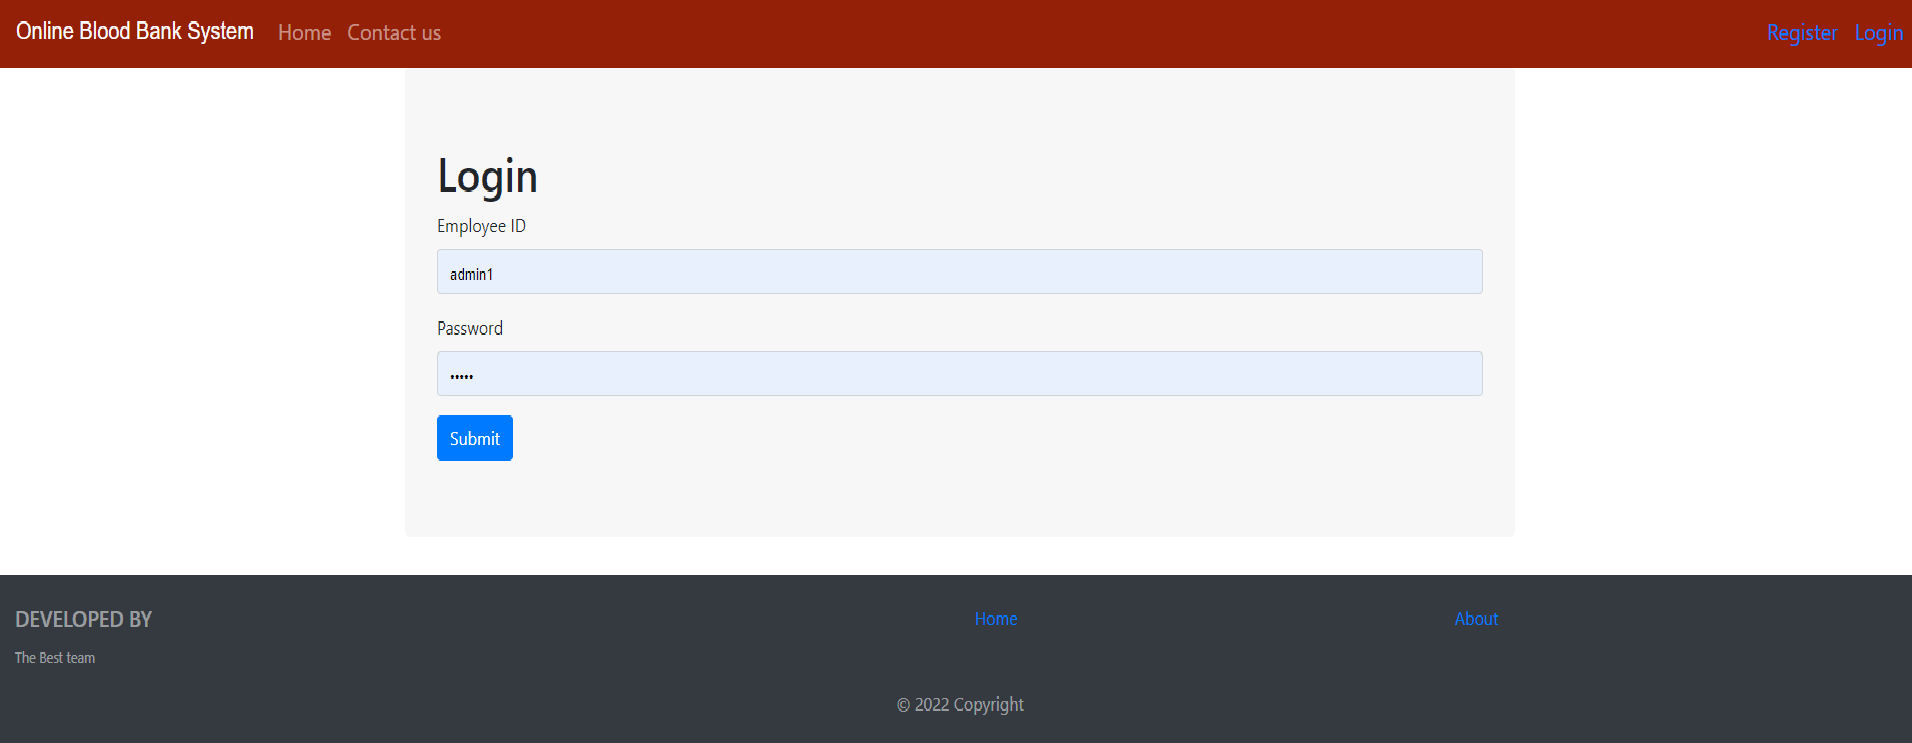 Online Blood Bank System Home Contact us Register Login
Login
Employee ID
admin1
Password
•••••
Submit
DEVELOPED BY Home About
The Best team
© 2022 Copyright